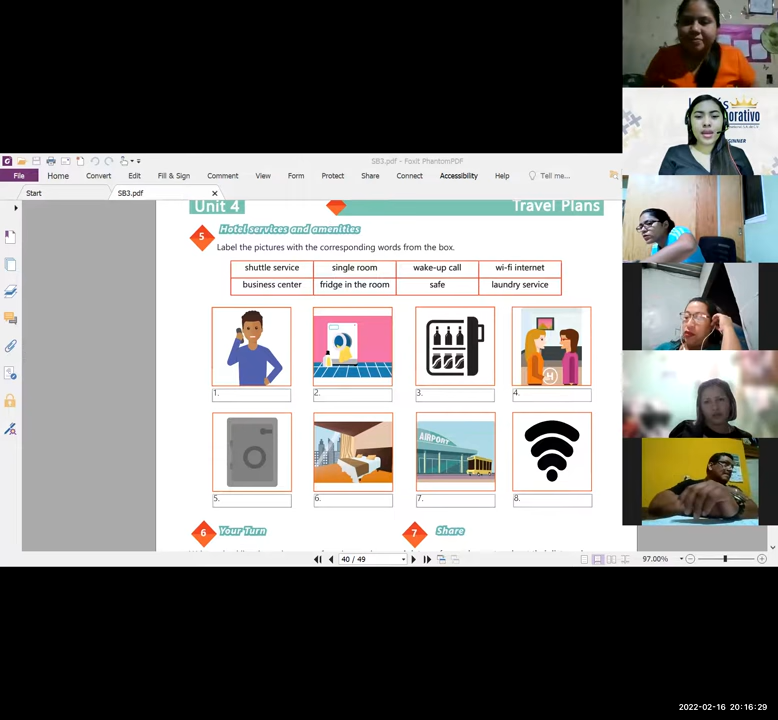 SB3.pdf - Foxit PhantomPDF
File Home Convert Edit Fill & Sign Comment View Form Protect Share Connect Accessibility Help Tell me...
Start SB3.pdf
Unit 4 Travel Plans
5 Hotel services and amenities
Label the pictures with the corresponding words from the box.
shuttle service single room wake-up call wi-fi internet
business center fridge in the room safe laundry service
H
1. 2. 3. 4.
AIRPORT
5. 6. 7. 8.
6 Your Turn 7 Share
40 / 49 97.00%
orativo
INNER
2022-02-16 20:16:29